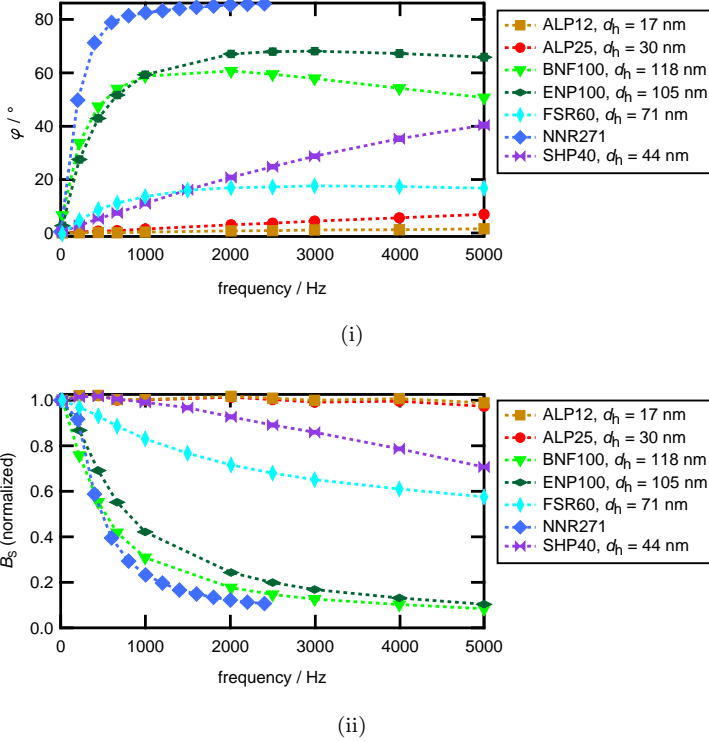 80
60
40
20
0
φ / °
0 1000 2000 3000 4000 5000
frequency / Hz
ALP12, dh = 17 nm
ALP25, dh = 30 nm
BNF100, dh = 118 nm
ENP100, dh = 105 nm
FSR60, dh = 71 nm
NNR271
SHP40, dh = 44 nm
(i)
1.0
0.8
0.6
0.4
0.2
0.0
Bs (normalized)
0 1000 2000 3000 4000 5000
frequency / Hz
ALP12, dh = 17 nm
ALP25, dh = 30 nm
BNF100, dh = 118 nm
ENP100, dh = 105 nm
FSR60, dh = 71 nm
NNR271
SHP40, dh = 44 nm
(ii)